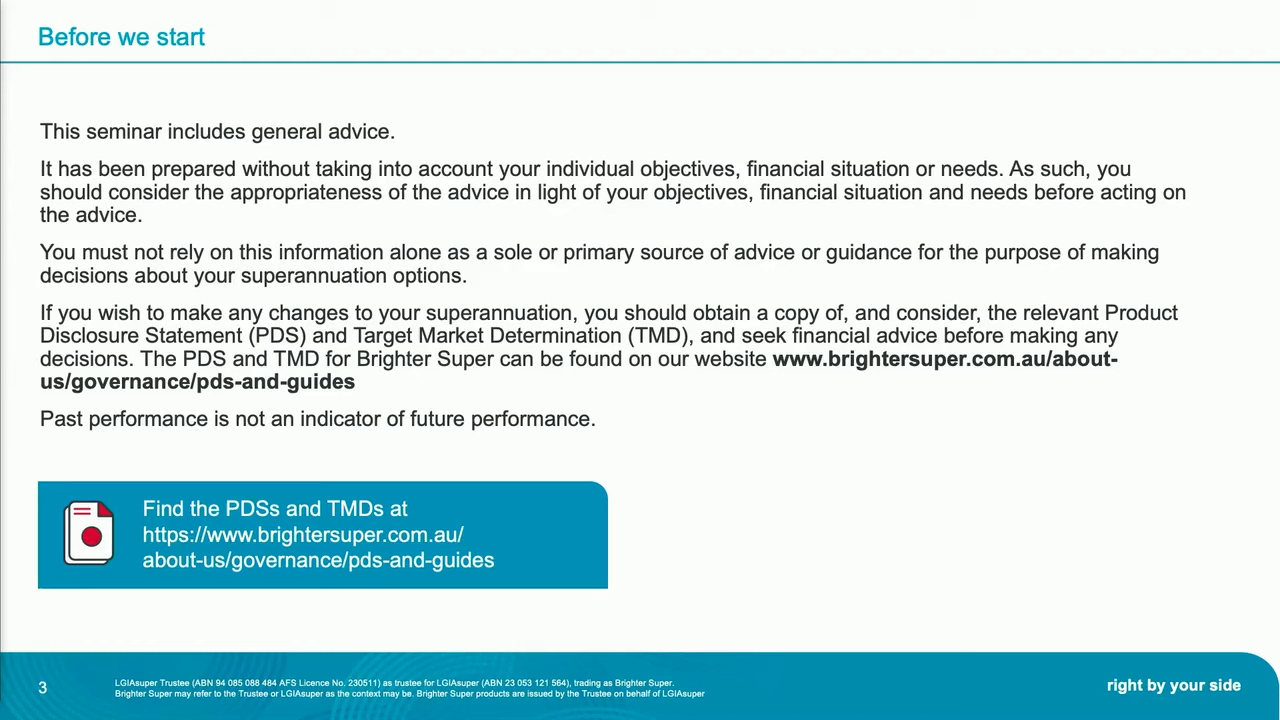 Before we start
This seminar includes general advice.
It has been prepared without taking into account your individual objectives, financial situation or needs. As such, you
should consider the appropriateness of the advice in light of your objectives, financial situation and needs before acting on
the advice.
You must not rely on this information alone as a sole or primary source of advice or guidance for the purpose of making
decisions about your superannuation options.
If you wish to make any changes to your superannuation, you should obtain a copy of, and consider, the relevant Product
Disclosure Statement (PDS) and Target Market Determination (TMD), and seek financial advice before making any
decisions. The PDS and TMD for Brighter Super can be found on our website www.brightersuper.com.au/about-
us/governance/pds-and-guides
Past performance is not an indicator of future performance.
Find the PDSs and TMDs at
https://www.brightersuper.com.au/
about-us/governance/pds-and-guides
3
LGIAsuper Trustee (ABN 94 085 088 484 AFS Licence No. 230511) as trustee for LGIAsuper (ABN 23 053 121 564), trading as Brighter Super.
Brighter Super may refer to the Trustee or LGIAsuper as the context may be. Brighter Super products are issued by the Trustee on behalf of LGIAsuper
right by your side